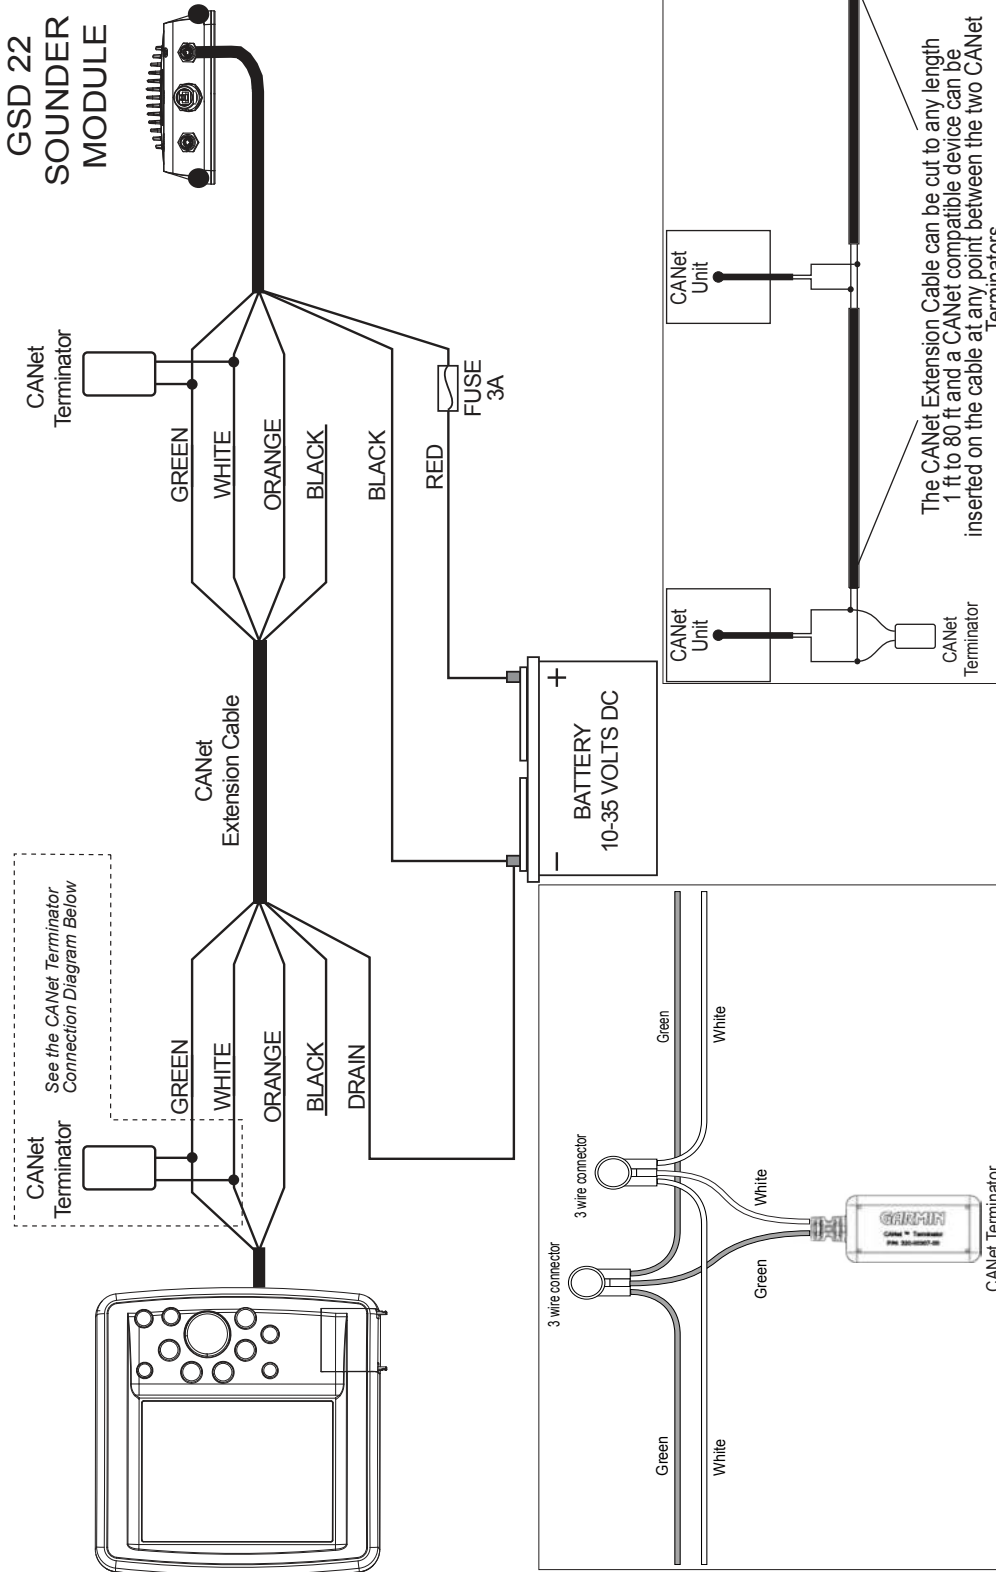 GSD 22
SOUNDER
MODULE
CANet
Terminator
GREEN
WHITE
ORANGE
BLACK
BLACK
RED
FUSE
3A
CANet
Extension Cable
See the CANet Terminator
Connection Diagram Below
CANet
Terminator
GREEN
WHITE
ORANGE
BLACK
DRAIN
BATTERY
10-35 VOLTS DC
+
−
3 wire connector
3 wire connector
Green
White
Green
White
Green
White
GARMIN
CANet ™ Terminator
CANet Terminator
CANet
Unit
CANet
Unit
CANet
Terminator
The CANet Extension Cable can be cut to any length
1 ft to 80 ft and a CANet compatible device can be
inserted on the cable at any point between the two CANet
Terminators